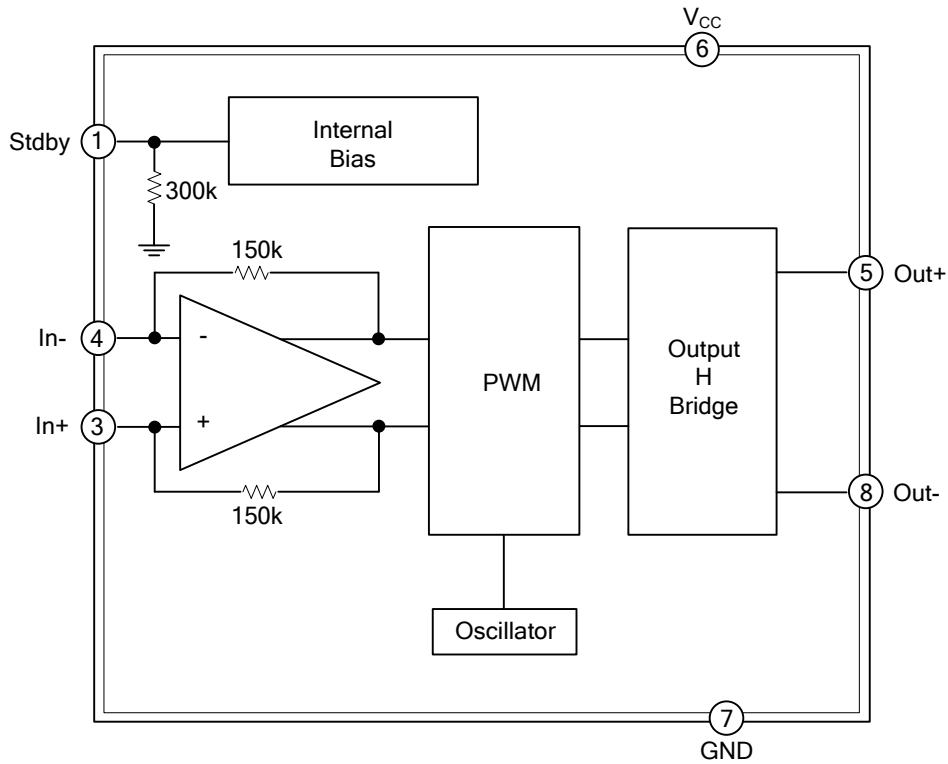 V_CC
6
Stdby
1
Internal
Bias
300k
150k
In-
4
-
In+
3
+
150k
PWM
Output
H
Bridge
5
Out+
8
Out-
Oscillator
7
GND